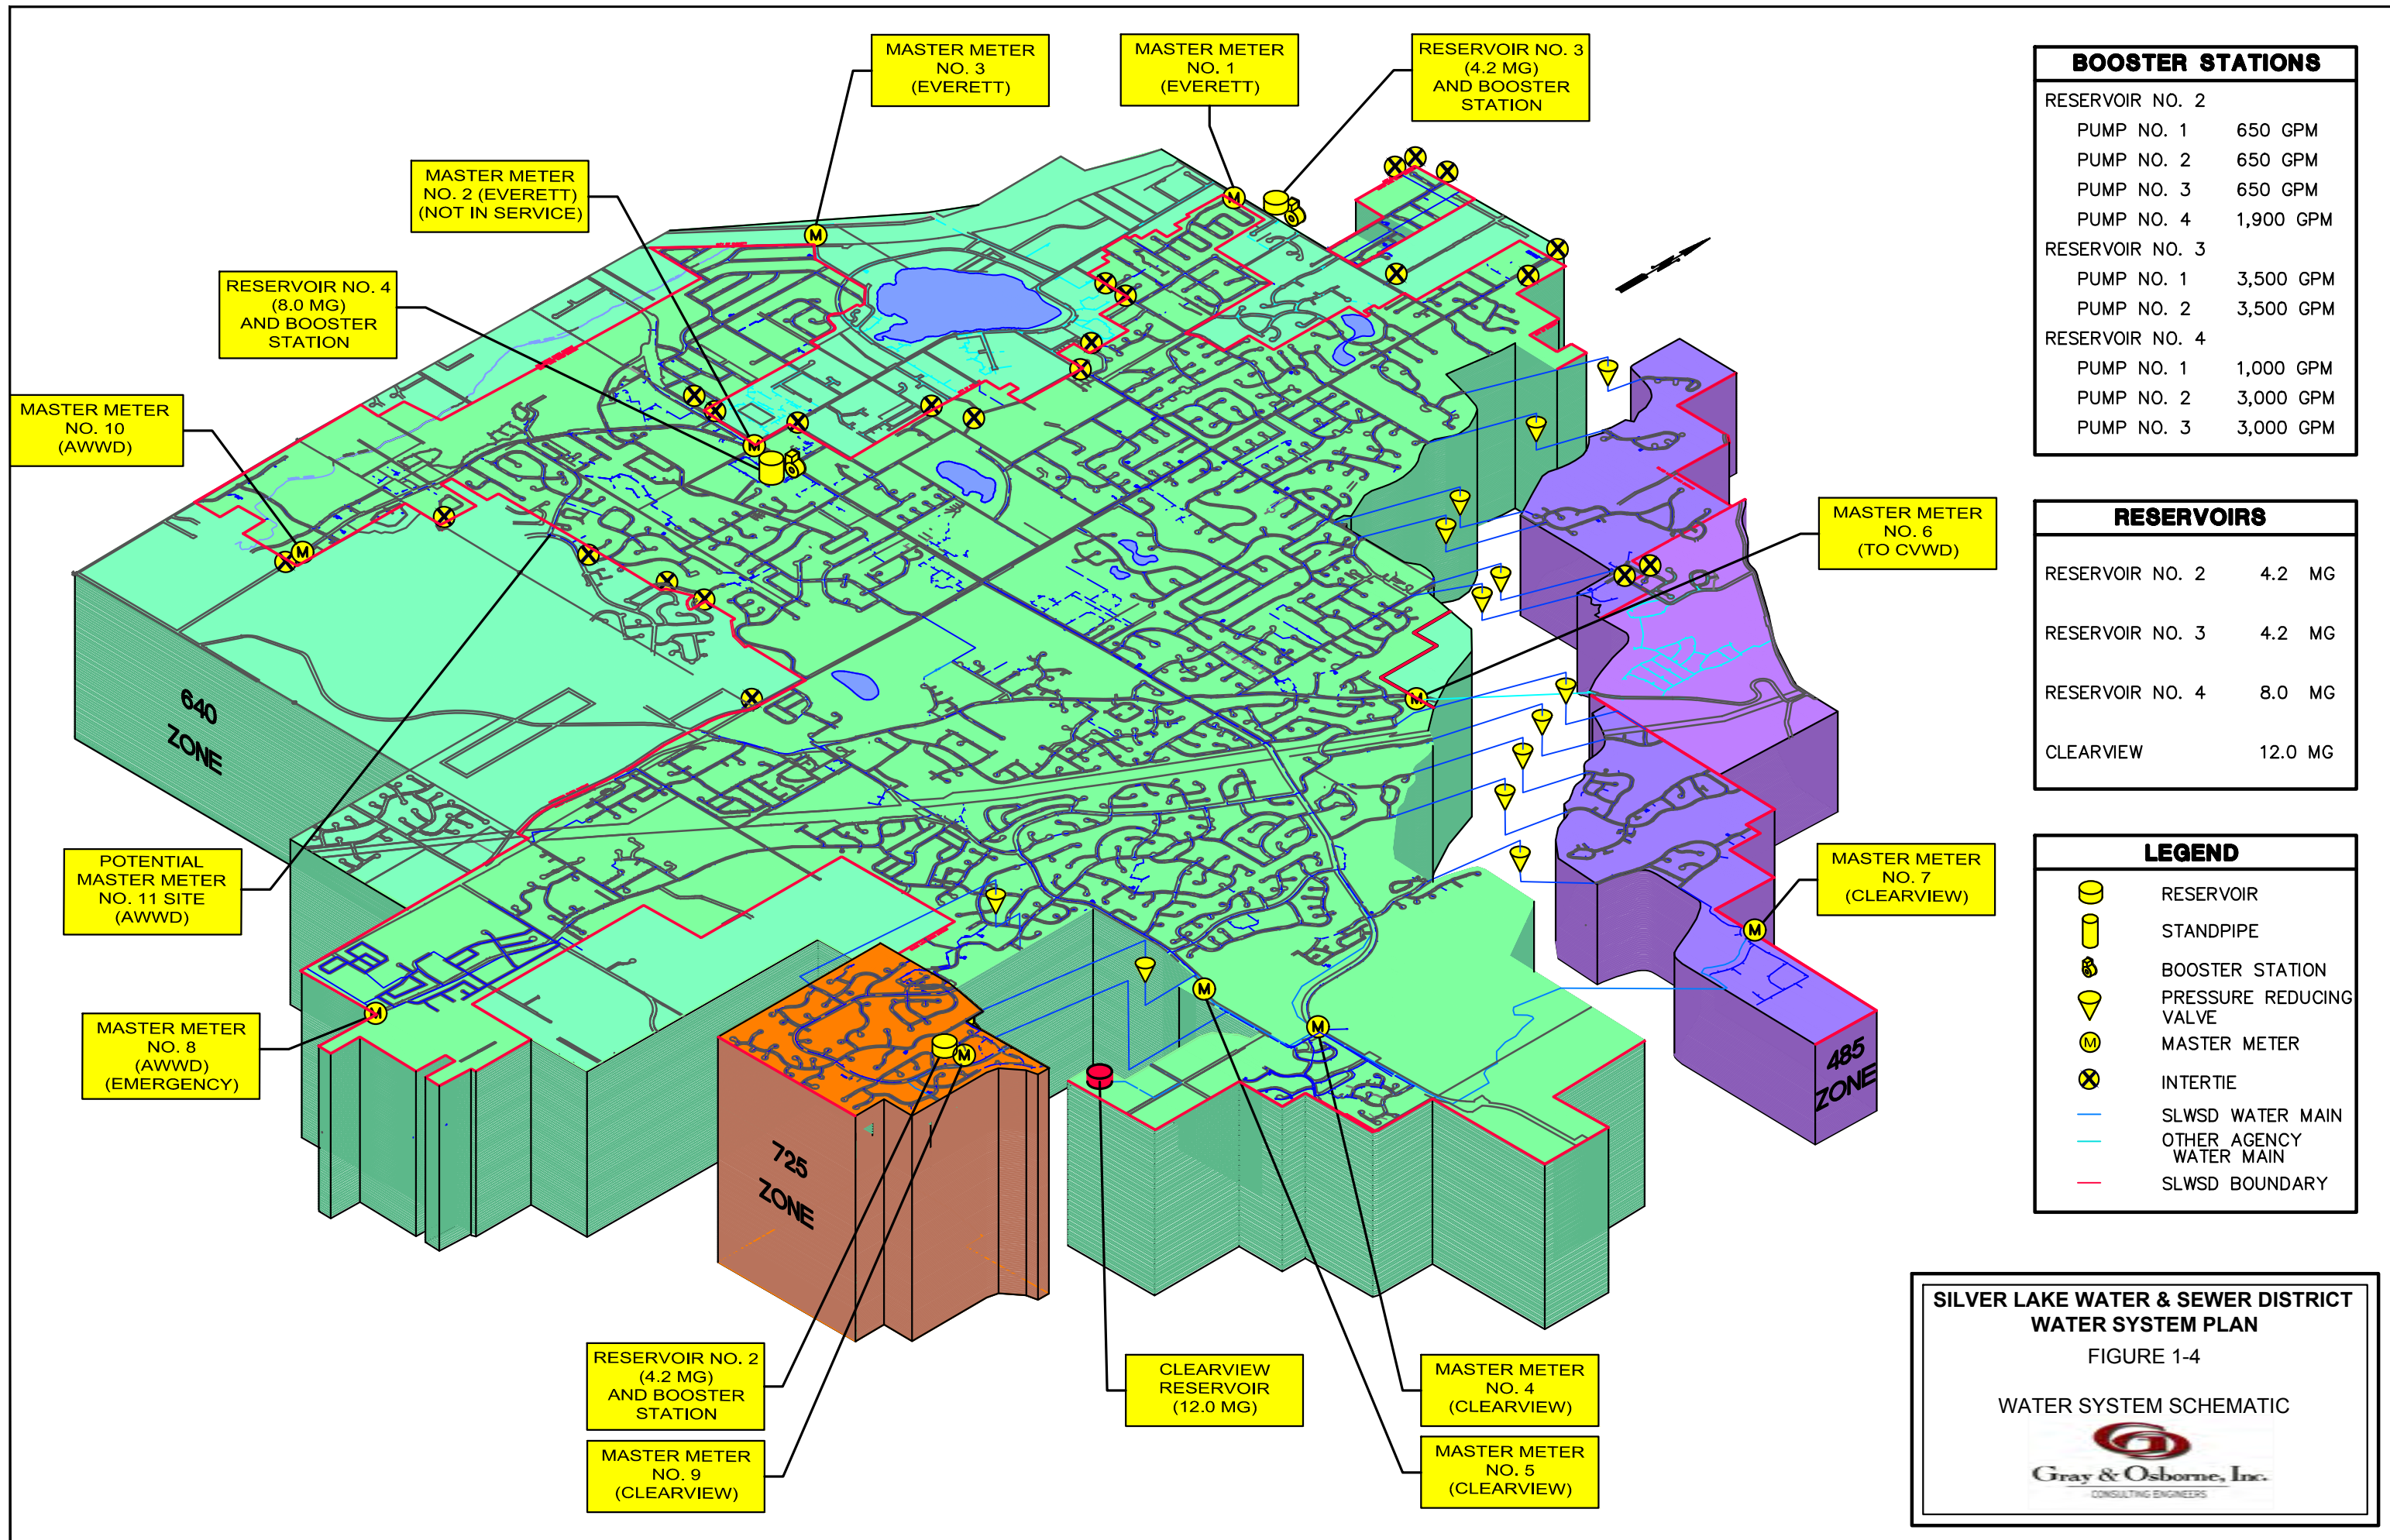 MASTER METER
NO. 3
(EVERETT)
MASTER METER
NO. 1
(EVERETT)
RESERVOIR NO. 3
(4.2 MG)
AND BOOSTER
STATION
MASTER METER
NO. 2 (EVERETT)
(NOT IN SERVICE)
RESERVOIR NO. 4
(8.0 MG)
AND BOOSTER
STATION
MASTER METER
NO. 10
(AWWD)
MASTER METER
NO. 6
(TO CVWD)
640
ZONE
POTENTIAL
MASTER METER
NO. 11 SITE
(AWWD)
MASTER METER
NO. 7
(CLEARVIEW)
MASTER METER
NO. 8
(AWWD)
(EMERGENCY)
485
ZONE
725
ZONE
RESERVOIR NO. 2
(4.2 MG)
AND BOOSTER
STATION
MASTER METER
NO. 9
(CLEARVIEW)
CLEARVIEW
RESERVOIR
(12.0 MG)
MASTER METER
NO. 4
(CLEARVIEW)
MASTER METER
NO. 5
(CLEARVIEW)
M
M
M
M
M
M
M
M
M
M
BOOSTER STATIONS
RESERVOIR NO. 2
PUMP NO. 1 650 GPM
PUMP NO. 2 650 GPM
PUMP NO. 3 650 GPM
PUMP NO. 4 1,900 GPM
RESERVOIR NO. 3
PUMP NO. 1 3,500 GPM
PUMP NO. 2 3,500 GPM
RESERVOIR NO. 4
PUMP NO. 1 1,000 GPM
PUMP NO. 2 3,000 GPM
PUMP NO. 3 3,000 GPM
RESERVOIRS
RESERVOIR NO. 2 4.2 MG
RESERVOIR NO. 3 4.2 MG
RESERVOIR NO. 4 8.0 MG
CLEARVIEW 12.0 MG
LEGEND
RESERVOIR
STANDPIPE
BOOSTER STATION
PRESSURE REDUCING
VALVE
M MASTER METER
INTERTIE
SLWSD WATER MAIN
OTHER AGENCY
WATER MAIN
SLWSD BOUNDARY
SILVER LAKE WATER & SEWER DISTRICT
WATER SYSTEM PLAN
FIGURE 1-4
WATER SYSTEM SCHEMATIC
Gray & Osborne, Inc.
CONSULTING ENGINEERS